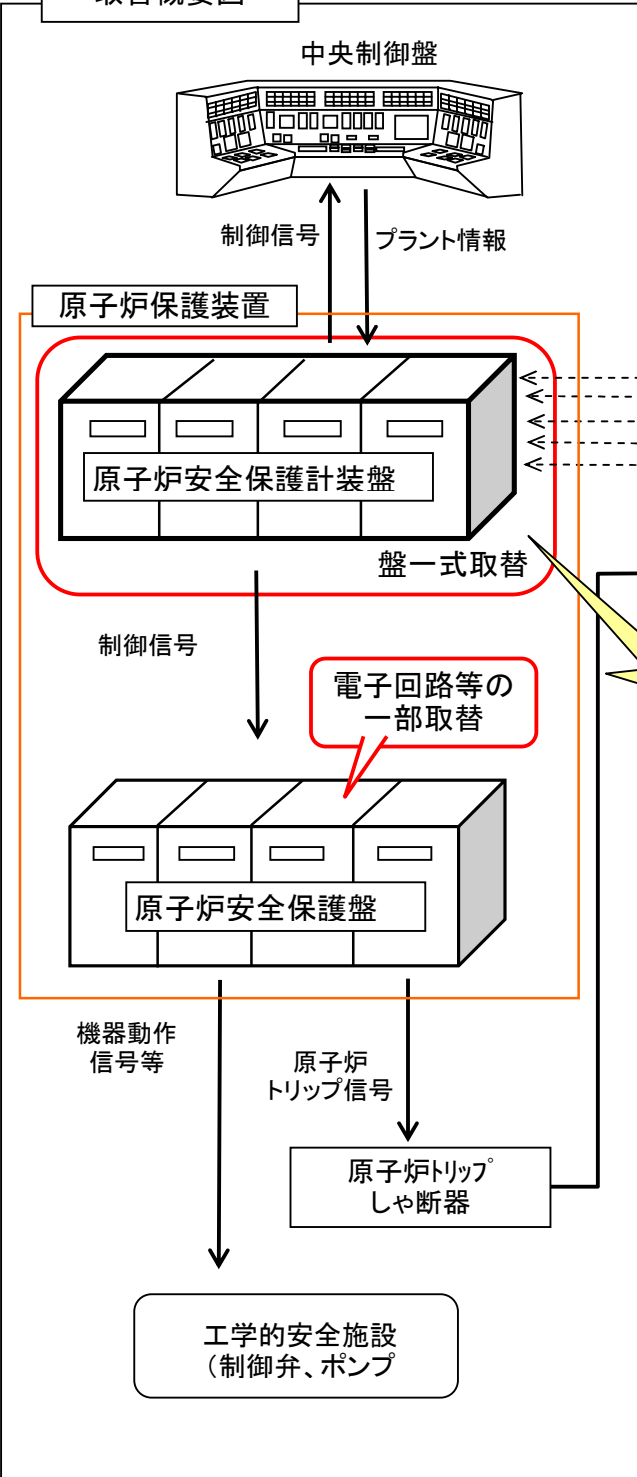 中央制御盤
制御信号
プラント情報
原子炉保護装置
原子炉安全保護計装盤
盤一式取替
制御信号
電子回路等の
一部取替
原子炉安全保護盤
機器動作
信号等
原子炉
トリップ信号
原子炉トリップ
しゃ断器
工学的安全施設
（制御弁、ポンプ